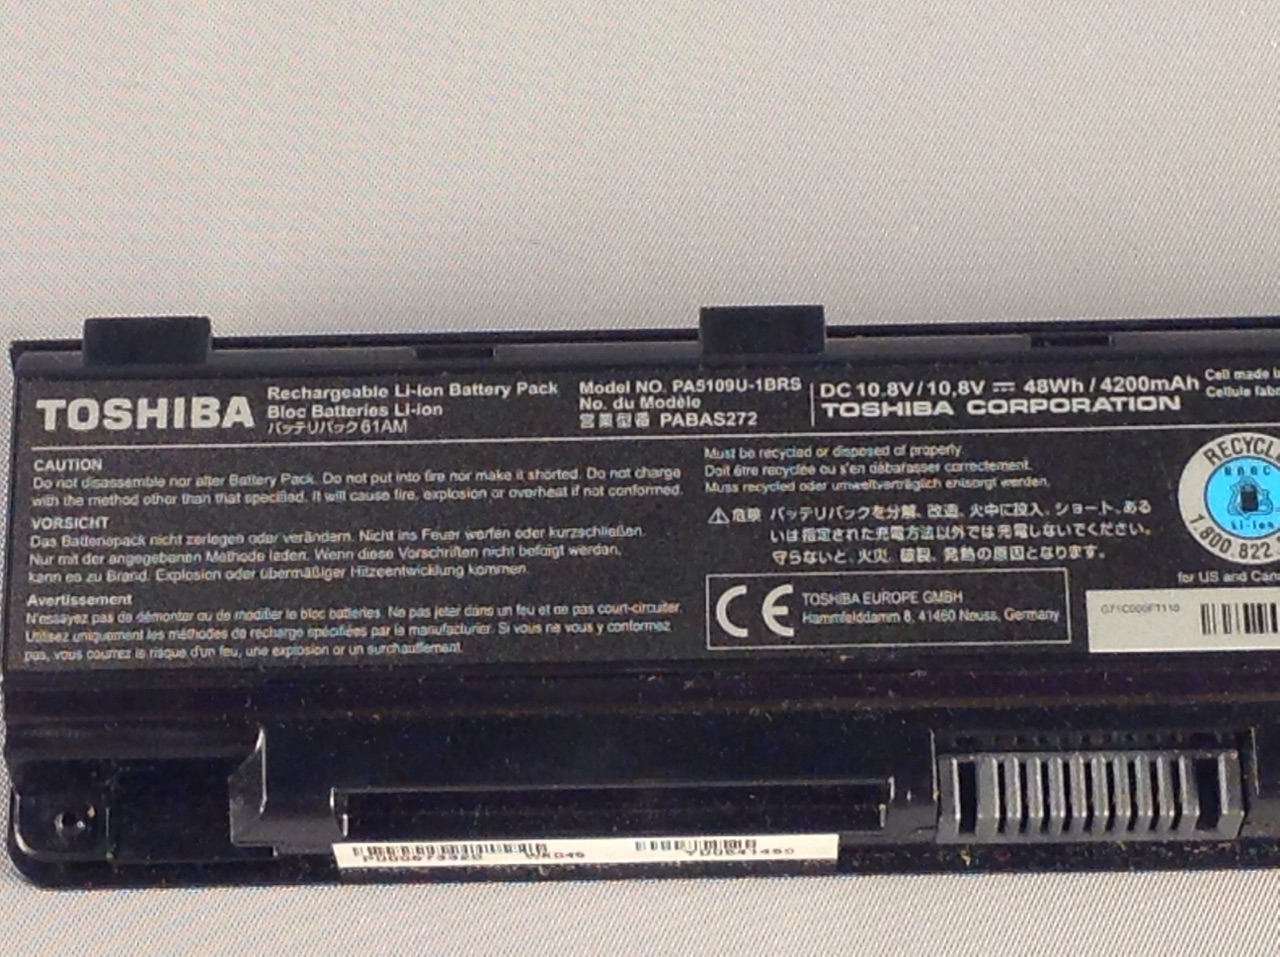 TOSHIBA
Rechargeable Li-Ion Battery Pack
Bloc Batteries Li-ion
バッテリパック 61AM
Model NO. PA5109U-1BRS
No. du Modèle
営業型番 PABAS272
DC 10.8V/10,8V ⎓ 48Wh/4200mAh
TOSHIBA CORPORATION
Cell made
Cellule
CAUTION
Do not disassemble nor alter Battery Pack. Do not put into fire nor make it shorted. Do not charge
with the method other than that specified. It will cause fire, explosion or overheat if not conformed.
VORSICHT
Das Batteriepack nicht zerlegen oder verändern. Nicht ins Feuer werfen oder kurzschließen.
Nur mit der angegebenen Methode laden. Wenn diese Vorschriften nicht befolgt werden,
kann es zu Brand, Explosion oder übermäßiger Hitzeentwicklung kommen.
Avertissement
N'essayez pas de démonter ou de modifier le bloc batteries. Ne pas jeter dans un feu et ne pas court-circuiter.
Utilisez uniquement les méthodes de recharge spécifiées par le manufacturier. Si vous ne vous y conformez
pas, vous courrez le risque d'un feu, une explosion or un surchauffement.
Must be recycled or disposed of properly.
Doit être recyclée ou s'en débarasser correctement.
Muss recycled oder umweltverträglich entsorgt werden.
⚠危険 バッテリパックを分解、改造、火中に投入、ショート、ある
いは指定された充電方法以外では充電しないでください。
守らないと、火災、破裂、発熱の原因となります。
CE
TOSHIBA EUROPE GMBH
Hammfelddamm 8, 41460 Neuss, Germany
RBRC
Li-ion
1.800.822
for US and
G71C000FT110